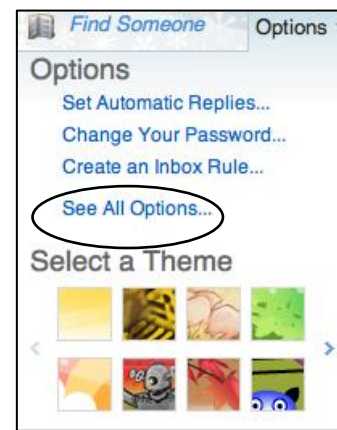 Find Someone Options
Options
Set Automatic Replies...
Change Your Password...
Create an Inbox Rule...
See All Options...
Select a Theme